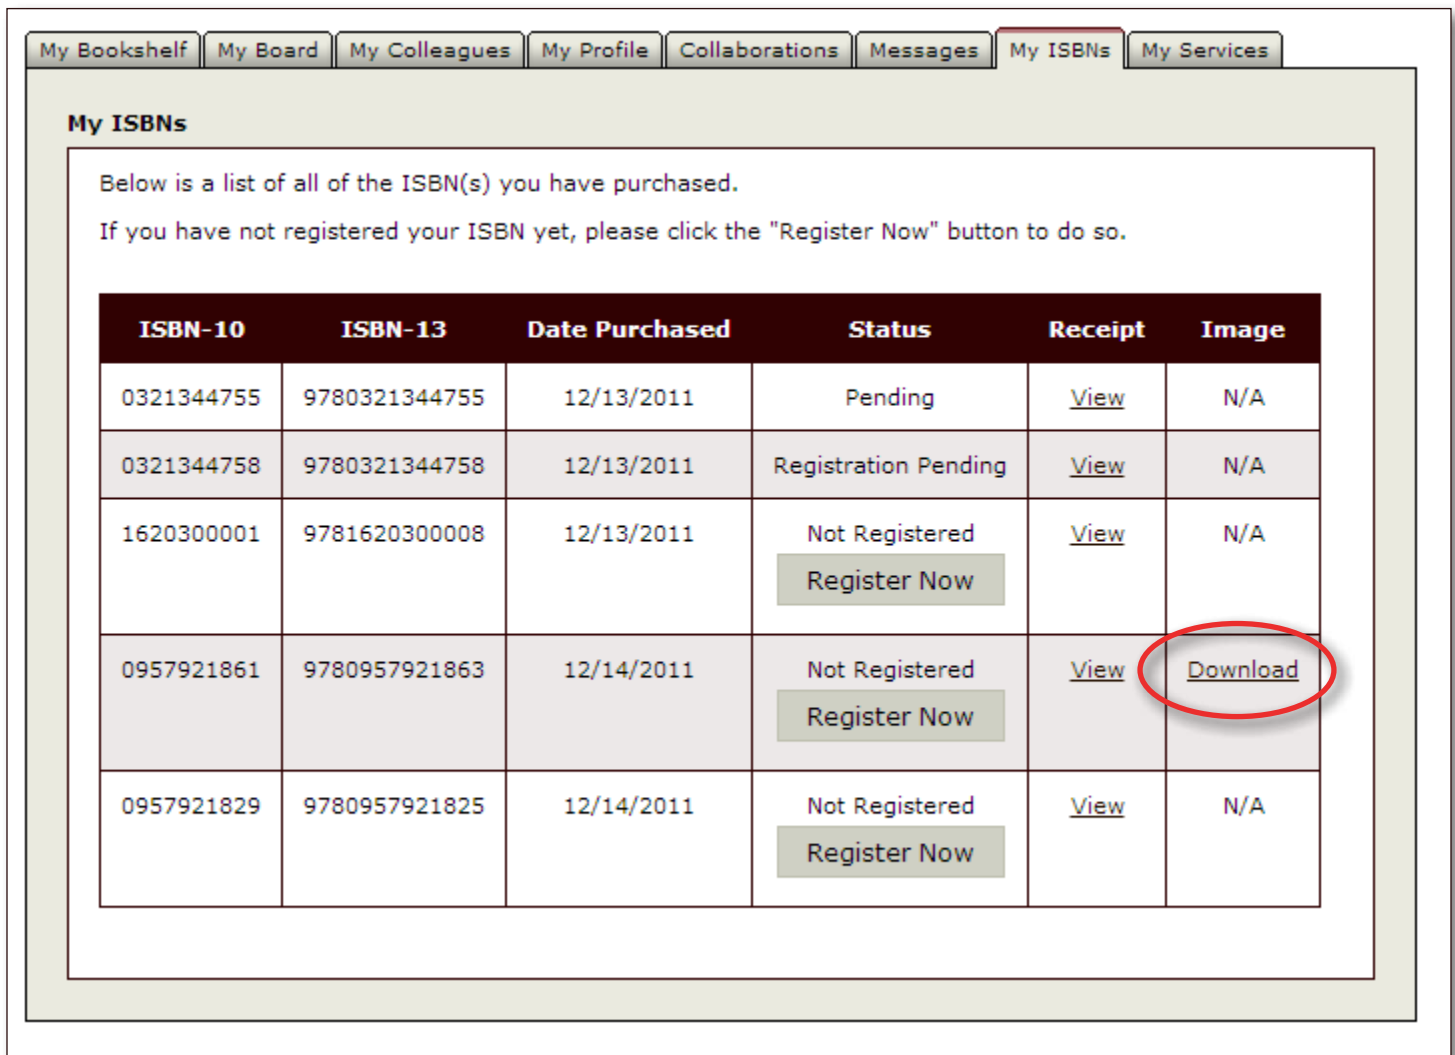 My Bookshelf My Board My Colleagues My Profile Collaborations Messages My ISBNs My Services
My ISBNs
Below is a list of all of the ISBN(s) you have purchased.
If you have not registered your ISBN yet, please click the "Register Now" button to do so.
ISBN-10 ISBN-13 Date Purchased Status Receipt Image
0321344755 9780321344755 12/13/2011 Pending View N/A
0321344758 9780321344758 12/13/2011 Registration Pending View N/A
1620300001 9781620300008 12/13/2011 Not Registered View N/A
Register Now
0957921861 9780957921863 12/14/2011 Not Registered View Download
Register Now
0957921829 9780957921825 12/14/2011 Not Registered View N/A
Register Now